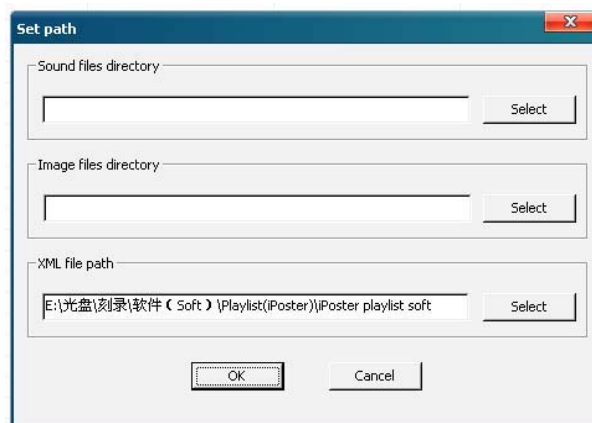 Set path
Sound files directory
Select
Image files directory
Select
XML file path
E:\光盘\刻录\软件（Soft）\Playlist(iPoster)\iPoster playlist soft
Select
OK
Cancel